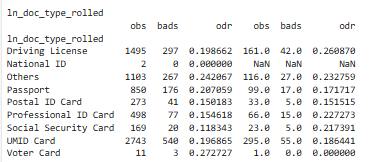 ln_doc_type_rolled
obs bads odr obs bads odr
ln_doc_type_rolled
Driving License 1495 297 0.198662 161.0 42.0 0.260870
National ID 2 0 0.000000 NaN NaN NaN
Others 1103 267 0.242067 116.0 27.0 0.232759
Passport 850 176 0.207059 99.0 17.0 0.171717
Postal ID Card 273 41 0.150183 33.0 5.0 0.151515
Professional ID Card 498 77 0.154618 66.0 15.0 0.227273
Social Security Card 169 20 0.118343 23.0 5.0 0.217391
UMID Card 2743 540 0.196865 295.0 55.0 0.186441
Voter Card 11 3 0.272727 1.0 0.0 0.000000